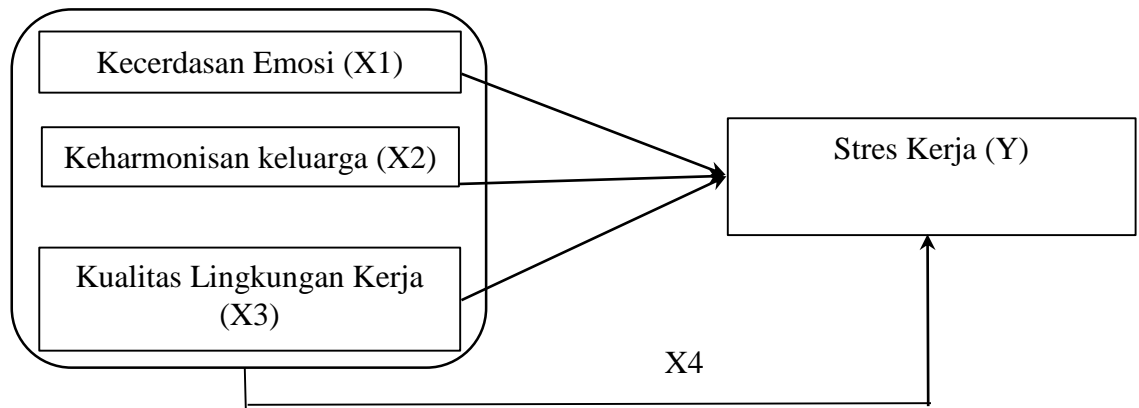 Kecerdasan Emosi (X1)
Keharmonisan keluarga (X2)
Kualitas Lingkungan Kerja
(X3)
Stres Kerja (Y)
X4